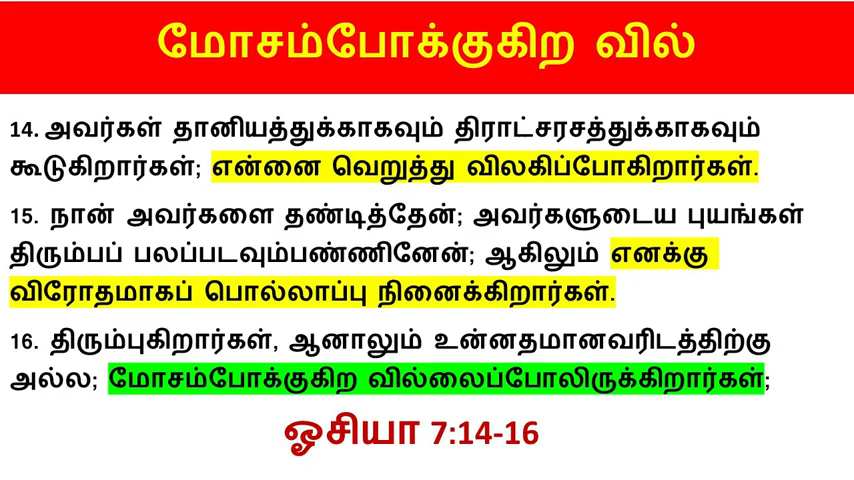 மோசம்போக்குகிற வில்
14. அவர்கள் தானியத்துக்காகவும் திராட்சரசத்துக்காகவும்
கூடுகிறார்கள்; என்னை வெறுத்து விலகிப்போகிறார்கள்.
15. நான் அவர்களை தண்டித்தேன்; அவர்களுடைய புயங்கள்
திரும்பப் பலப்படவும்பண்ணினேன்; ஆகிலும் எனக்கு
விரோதமாகப் பொல்லாப்பு நினைக்கிறார்கள்.
16. திரும்புகிறார்கள், ஆனாலும் உன்னதமானவரிடத்திற்கு
அல்ல; மோசம்போக்குகிற வில்லைப்போலிருக்கிறார்கள்;
ஓசியா 7:14-16